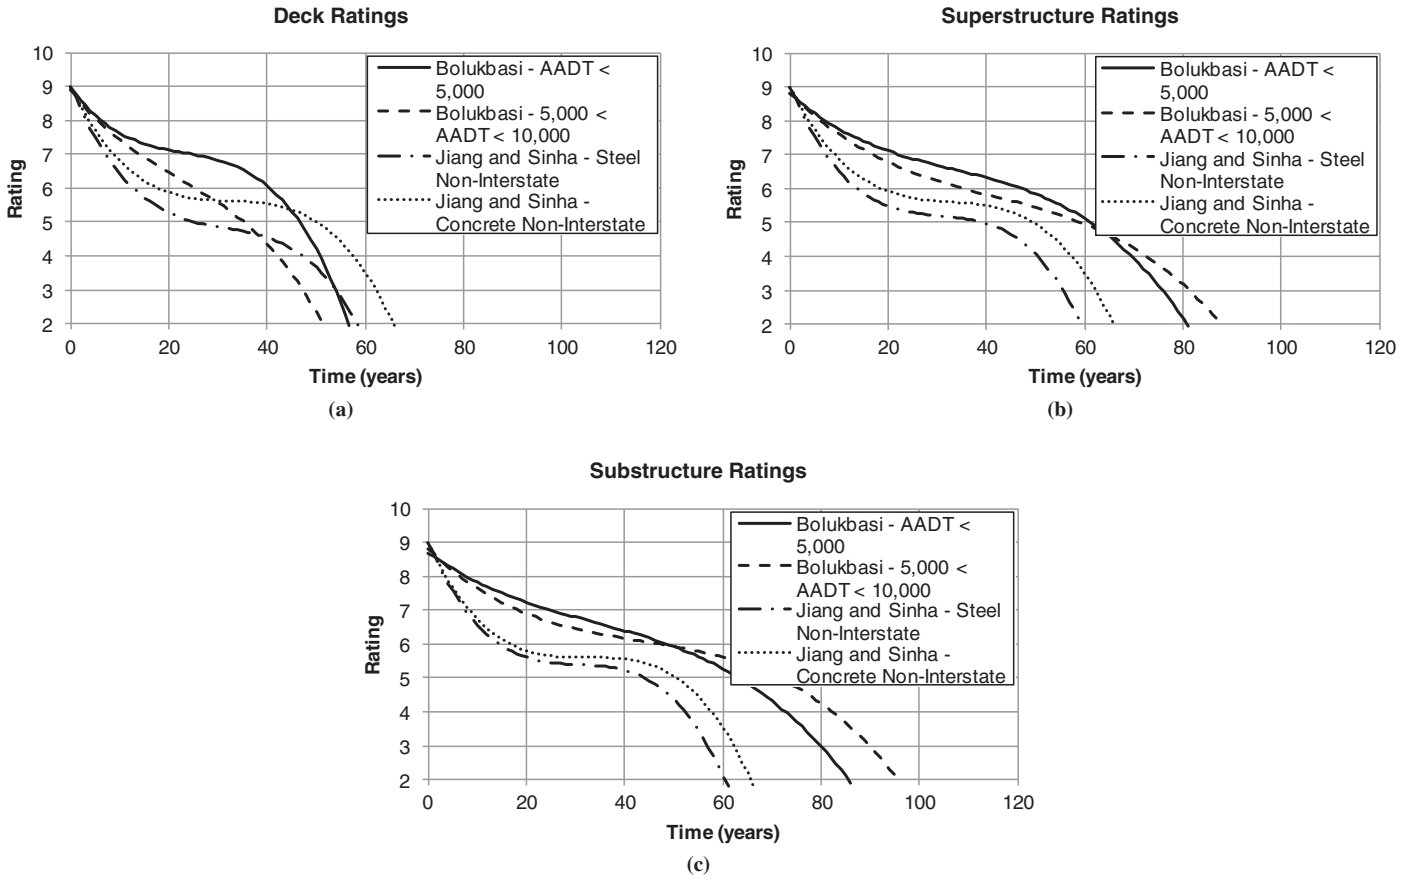 Deck Ratings
10
9
8
7
6
5
4
3
2
Rating
0
20
40
60
80
100
120
Time (years)
Bolukbasi - AADT <
5,000
Bolukbasi - 5,000 <
AADT < 10,000
Jiang and Sinha - Steel
Non-Interstate
Jiang and Sinha -
Concrete Non-Interstate
(a)
Superstructure Ratings
10
9
8
7
6
5
4
3
2
Rating
0
20
40
60
80
100
120
Time (years)
Bolukbasi - AADT <
5,000
Bolukbasi - 5,000 <
AADT < 10,000
Jiang and Sinha - Steel
Non-Interstate
Jiang and Sinha -
Concrete Non-Interstate
(b)
Substructure Ratings
10
9
8
7
6
5
4
3
2
Rating
0
20
40
60
80
100
120
Time (years)
Bolukbasi - AADT <
5,000
Bolukbasi - 5,000 <
AADT < 10,000
Jiang and Sinha - Steel
Non-Interstate
Jiang and Sinha -
Concrete Non-Interstate
(c)